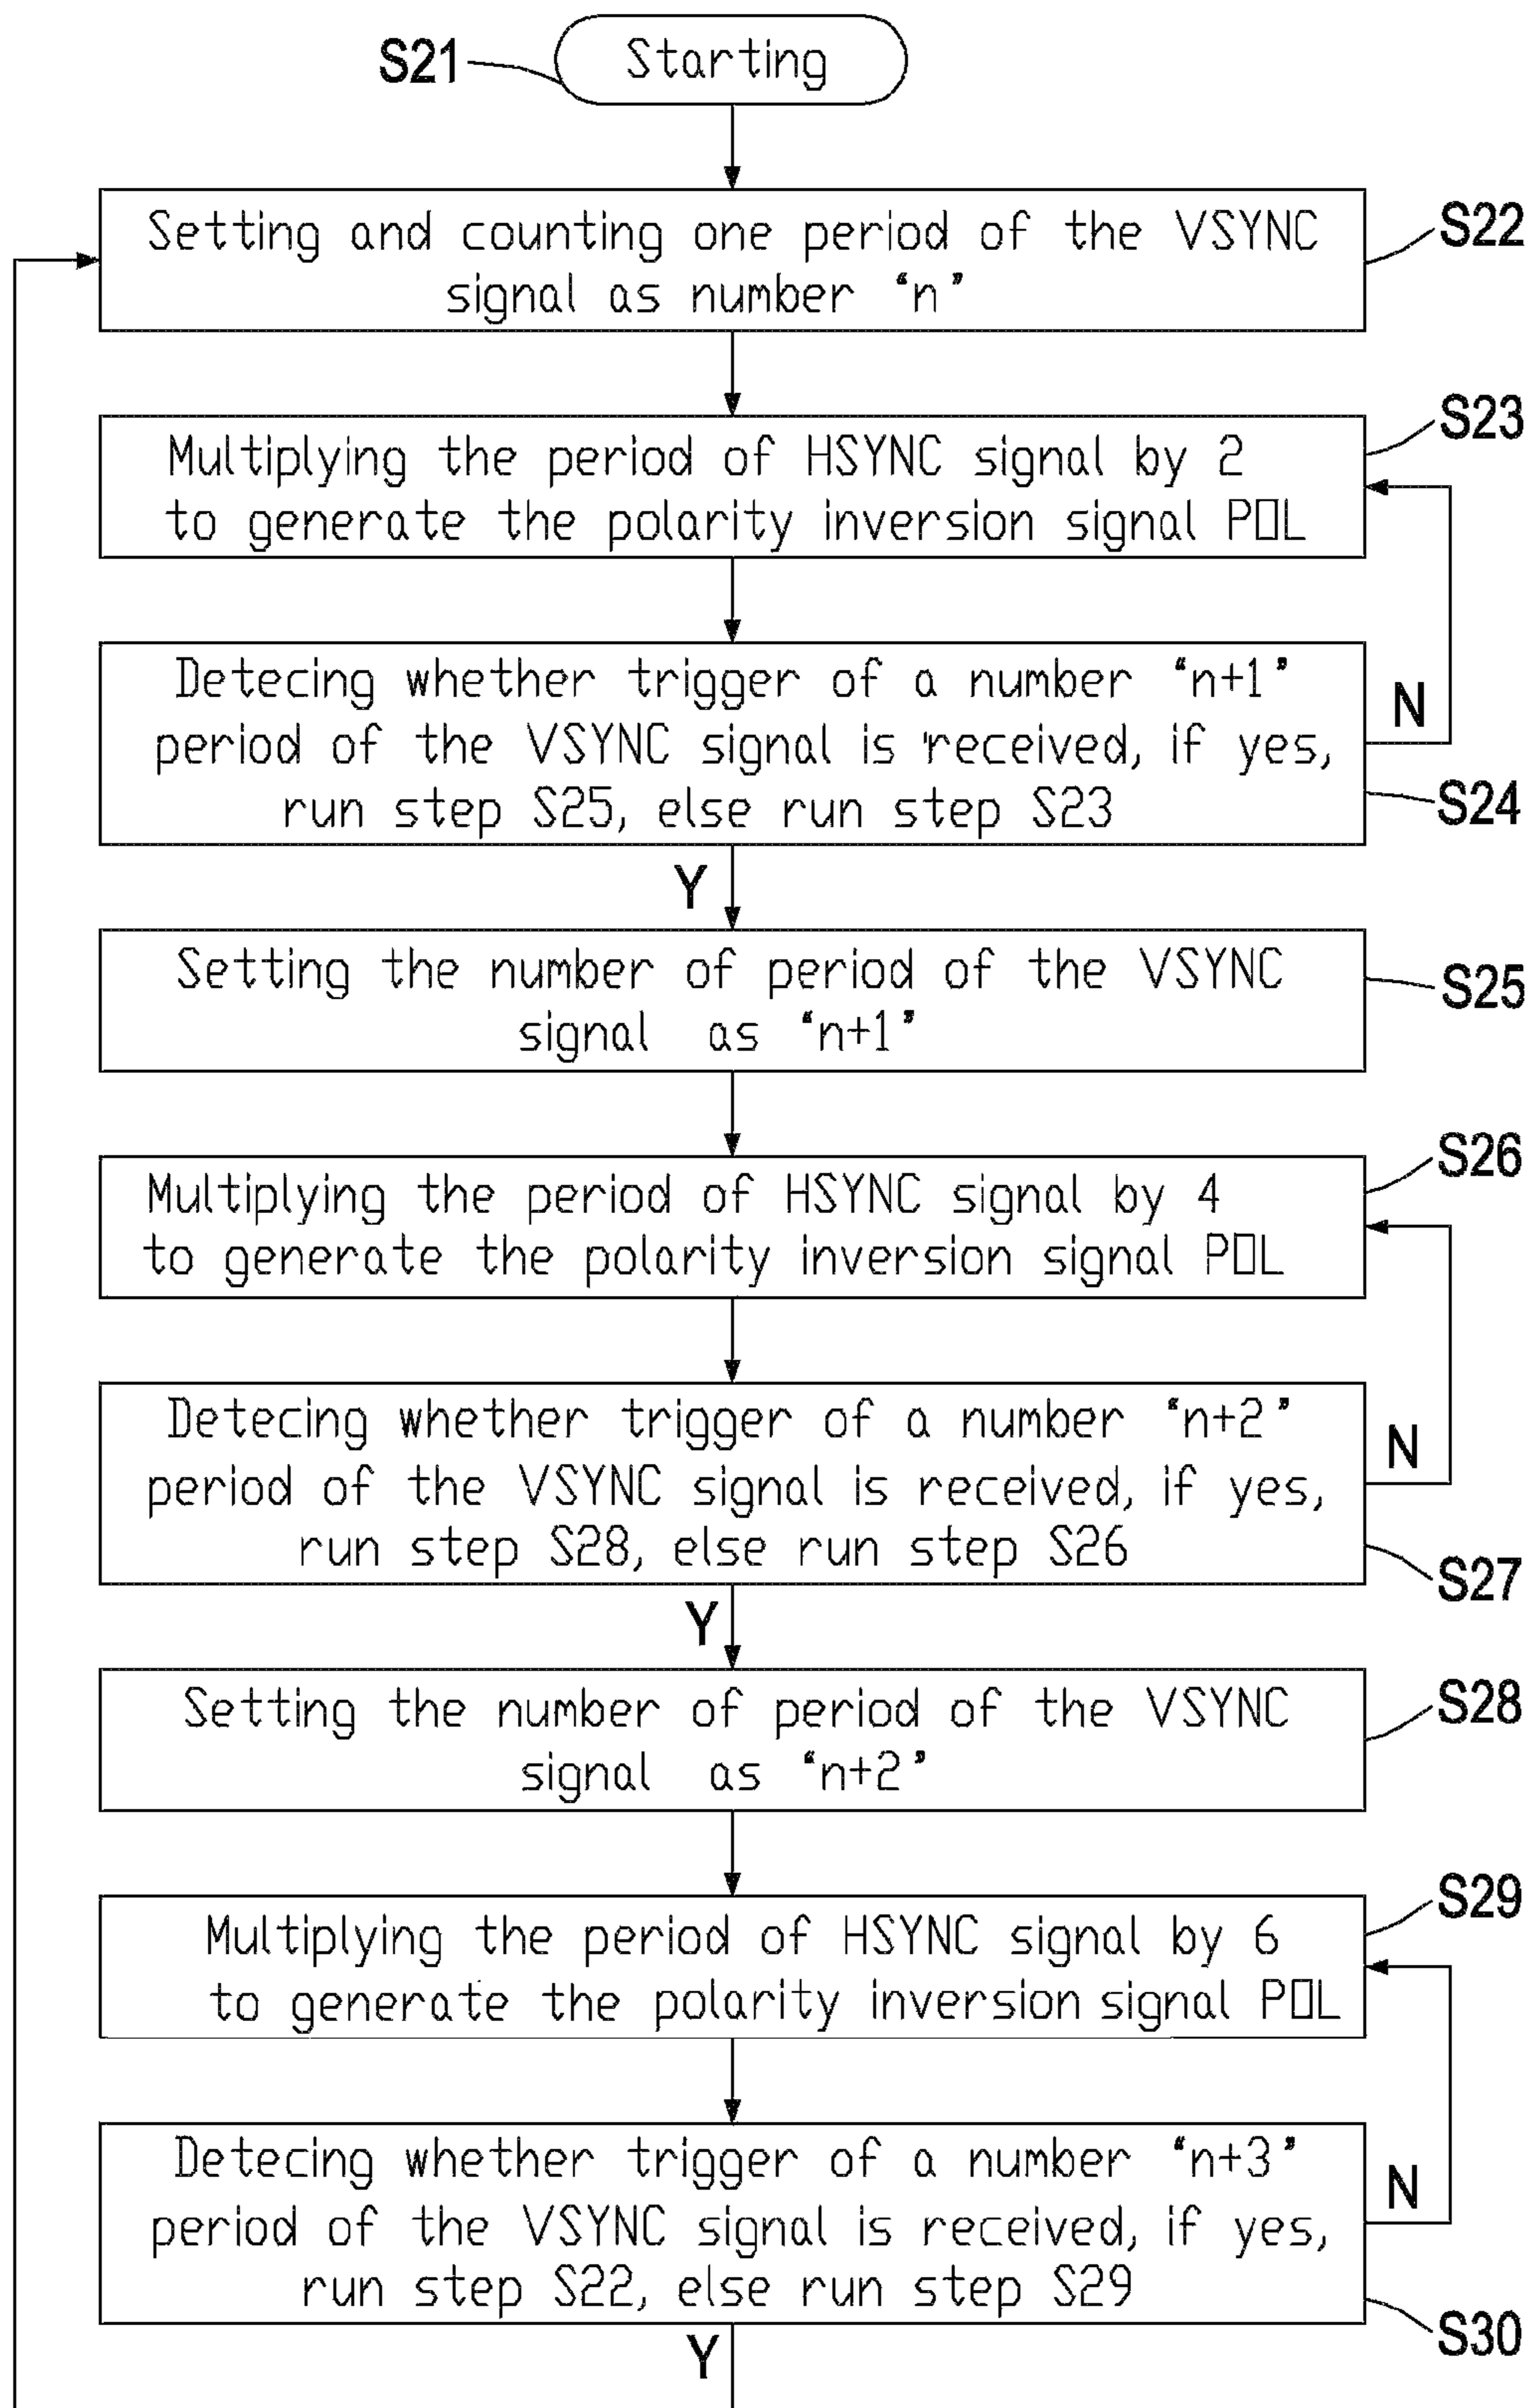 S21
Starting
Setting and counting one period of the VSYNC
signal as number “n”
S22
Multiplying the period of HSYNC signal by 2
to generate the polarity inversion signal POL
S23
Detecing whether trigger of a number “n+1”
period of the VSYNC signal is received, if yes,
run step S25, else run step S23
N
S24
Y
Setting the number of period of the VSYNC
signal as “n+1”
S25
Multiplying the period of HSYNC signal by 4
to generate the polarity inversion signal POL
S26
Detecing whether trigger of a number “n+2”
period of the VSYNC signal is received, if yes,
run step S28, else run step S26
N
S27
Y
Setting the number of period of the VSYNC
signal as “n+2”
S28
Multiplying the period of HSYNC signal by 6
to generate the polarity inversion signal POL
S29
Detecing whether trigger of a number “n+3”
period of the VSYNC signal is received, if yes,
run step S22, else run step S29
N
S30
Y